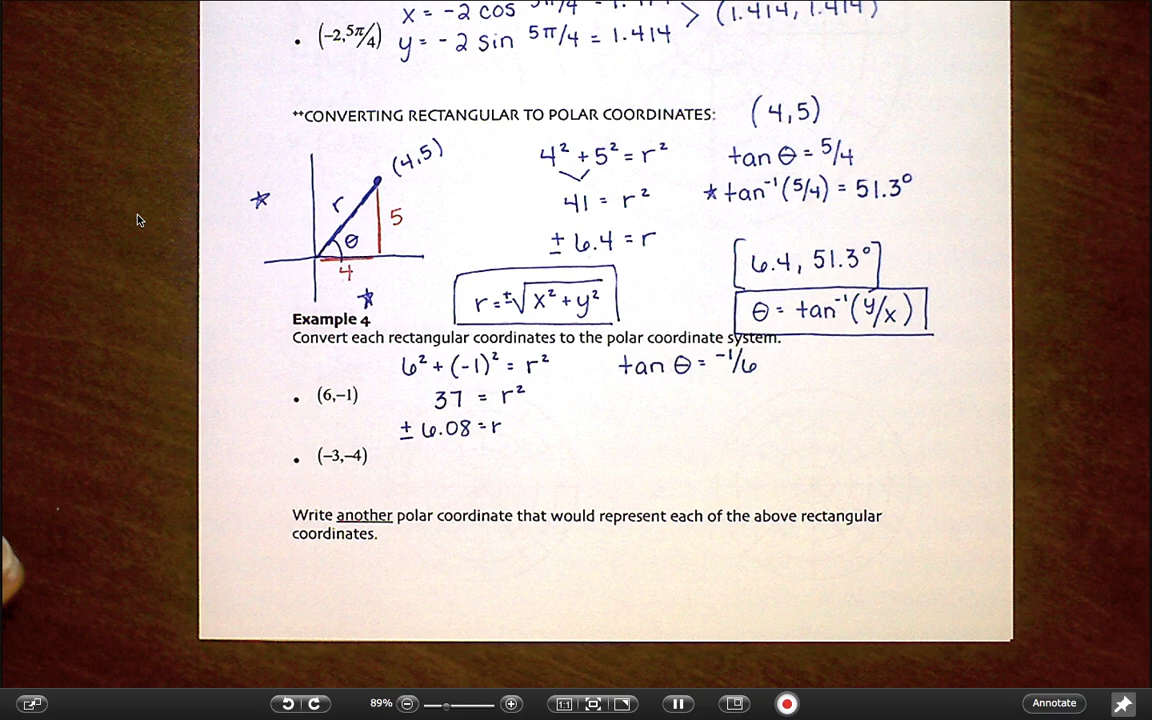 x = -2 cos
(1.414, 1.414)
• (–2,5π/4) y = -2 sin 5π/4 = 1.414
**CONVERTING RECTANGULAR TO POLAR COORDINATES: (4,5)
(4,5)
4² + 5² = r² tan θ = 5/4
r 41 = r² * tan⁻¹(5/4) = 51.3°
5
θ ± 6.4 = r
4
[6.4, 51.3°]
r = ±√x² + y² θ = tan⁻¹(y/x)
Example 4
Convert each rectangular coordinates to the polar coordinate system.
6² + (-1)² = r² tan θ = -1/6
• (6,–1) 37 = r²
± 6.08 = r
• (–3,–4)
Write another polar coordinate that would represent each of the above rectangular
coordinates.
89%
1:1
Annotate